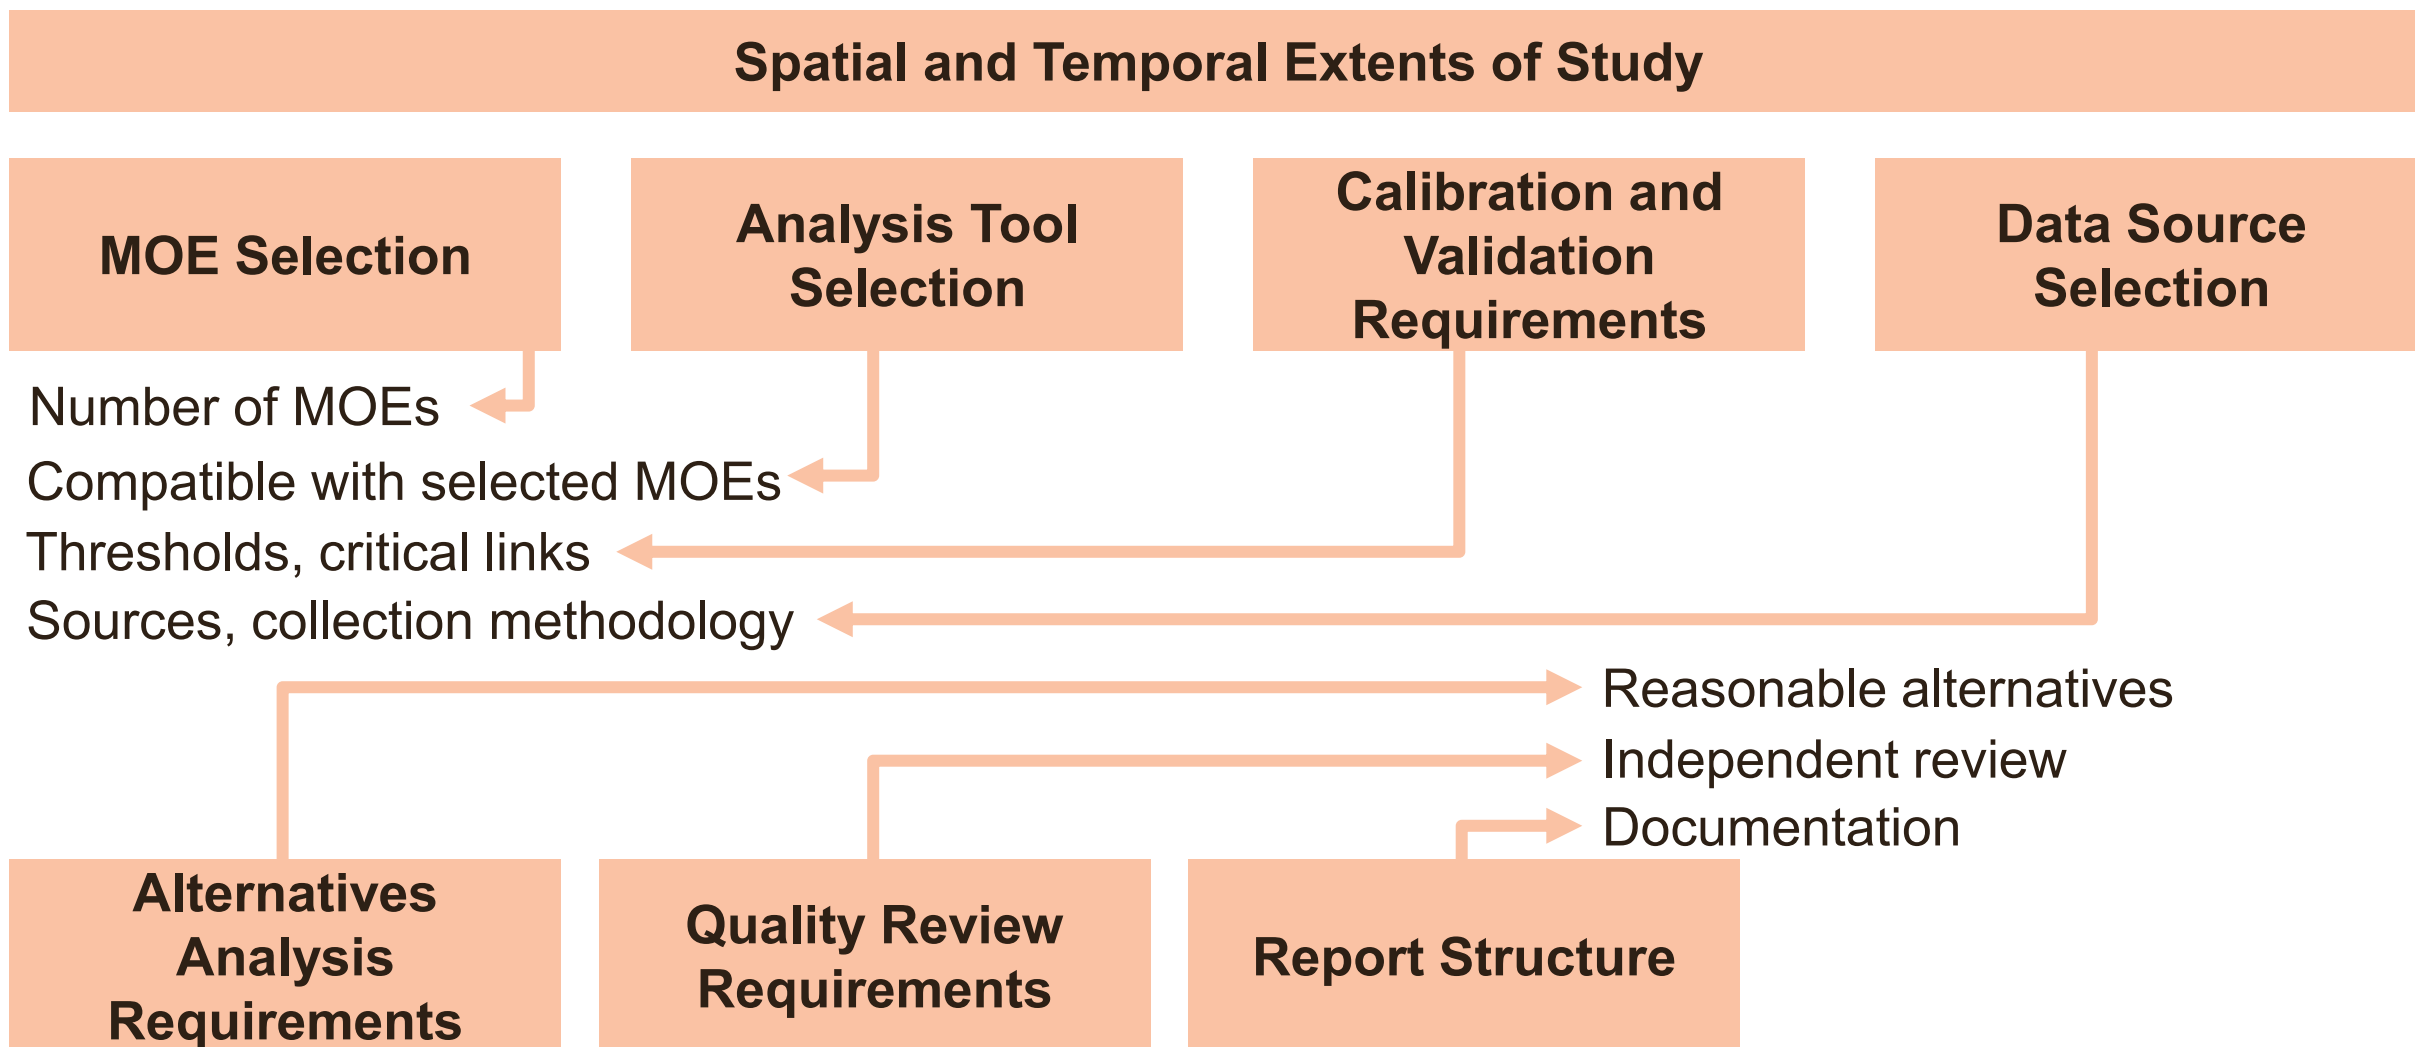 Spatial and Temporal Extents of Study
MOE Selection
Analysis Tool
Selection
Calibration and
Validation
Requirements
Data Source
Selection
Number of MOEs
Compatible with selected MOEs
Thresholds, critical links
Sources, collection methodology
Reasonable alternatives
Independent review
Documentation
Alternatives
Analysis
Requirements
Quality Review
Requirements
Report Structure